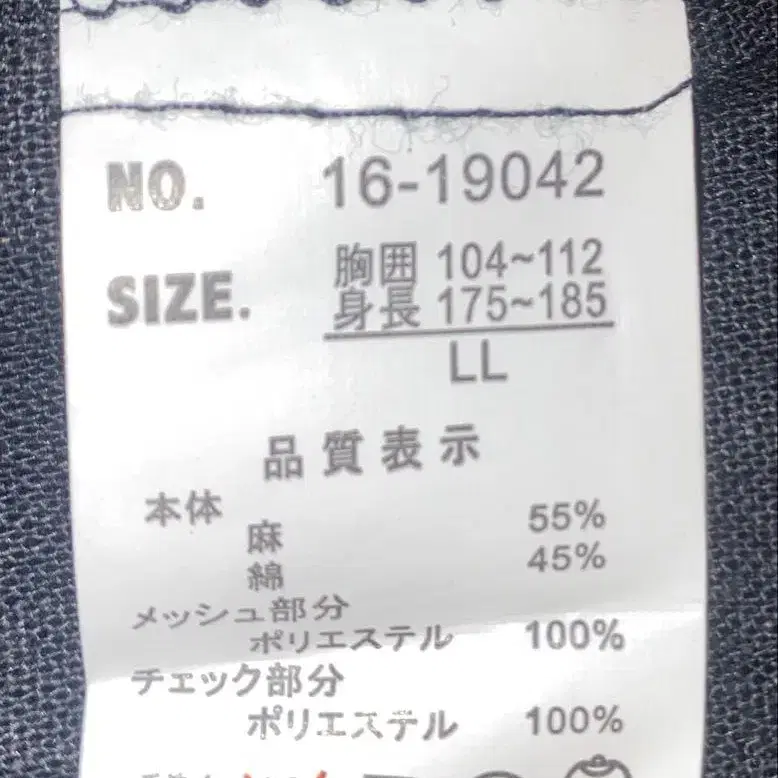 NO. 16-19042
胸囲 104~112
SIZE. 身長 175~185
LL
品質表示
本体
麻 55%
綿 45%
メッシュ部分
ポリエステル 100%
チェック部分
ポリエステル 100%